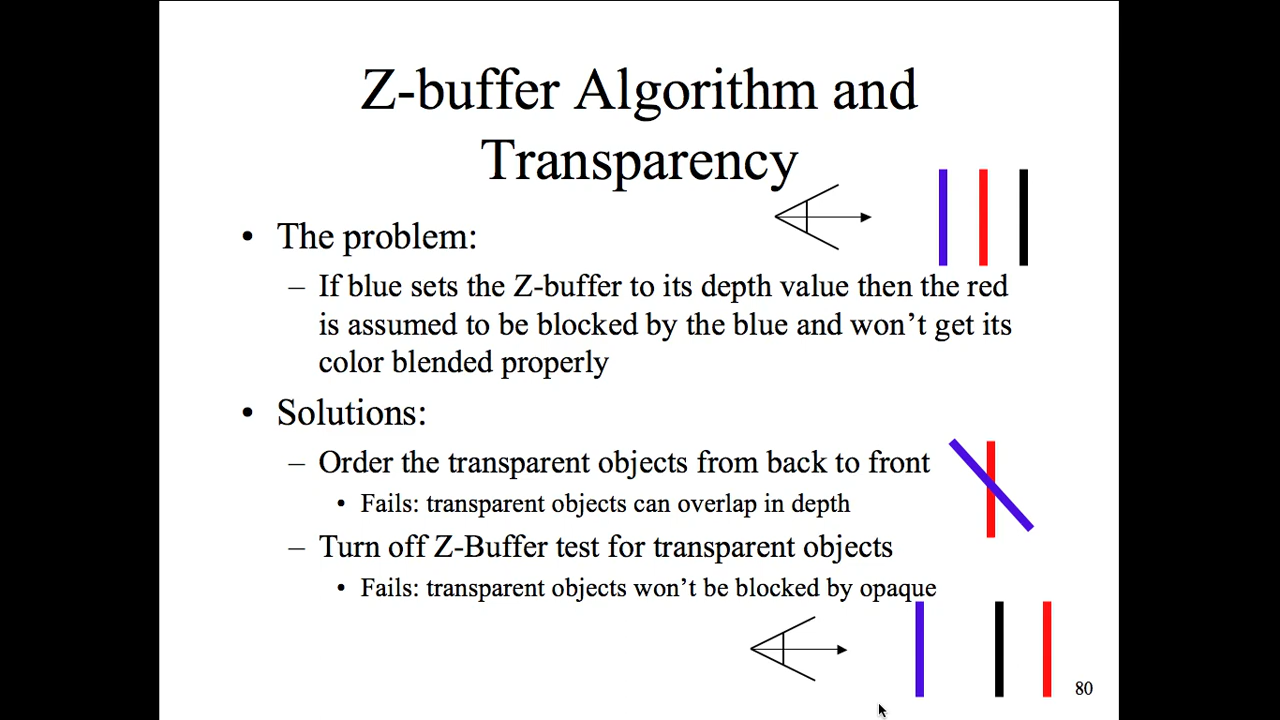 Z-buffer Algorithm and
Transparency
• The problem:
– If blue sets the Z-buffer to its depth value then the red
is assumed to be blocked by the blue and won’t get its
color blended properly
• Solutions:
– Order the transparent objects from back to front
• Fails: transparent objects can overlap in depth
– Turn off Z-Buffer test for transparent objects
• Fails: transparent objects won’t be blocked by opaque
80